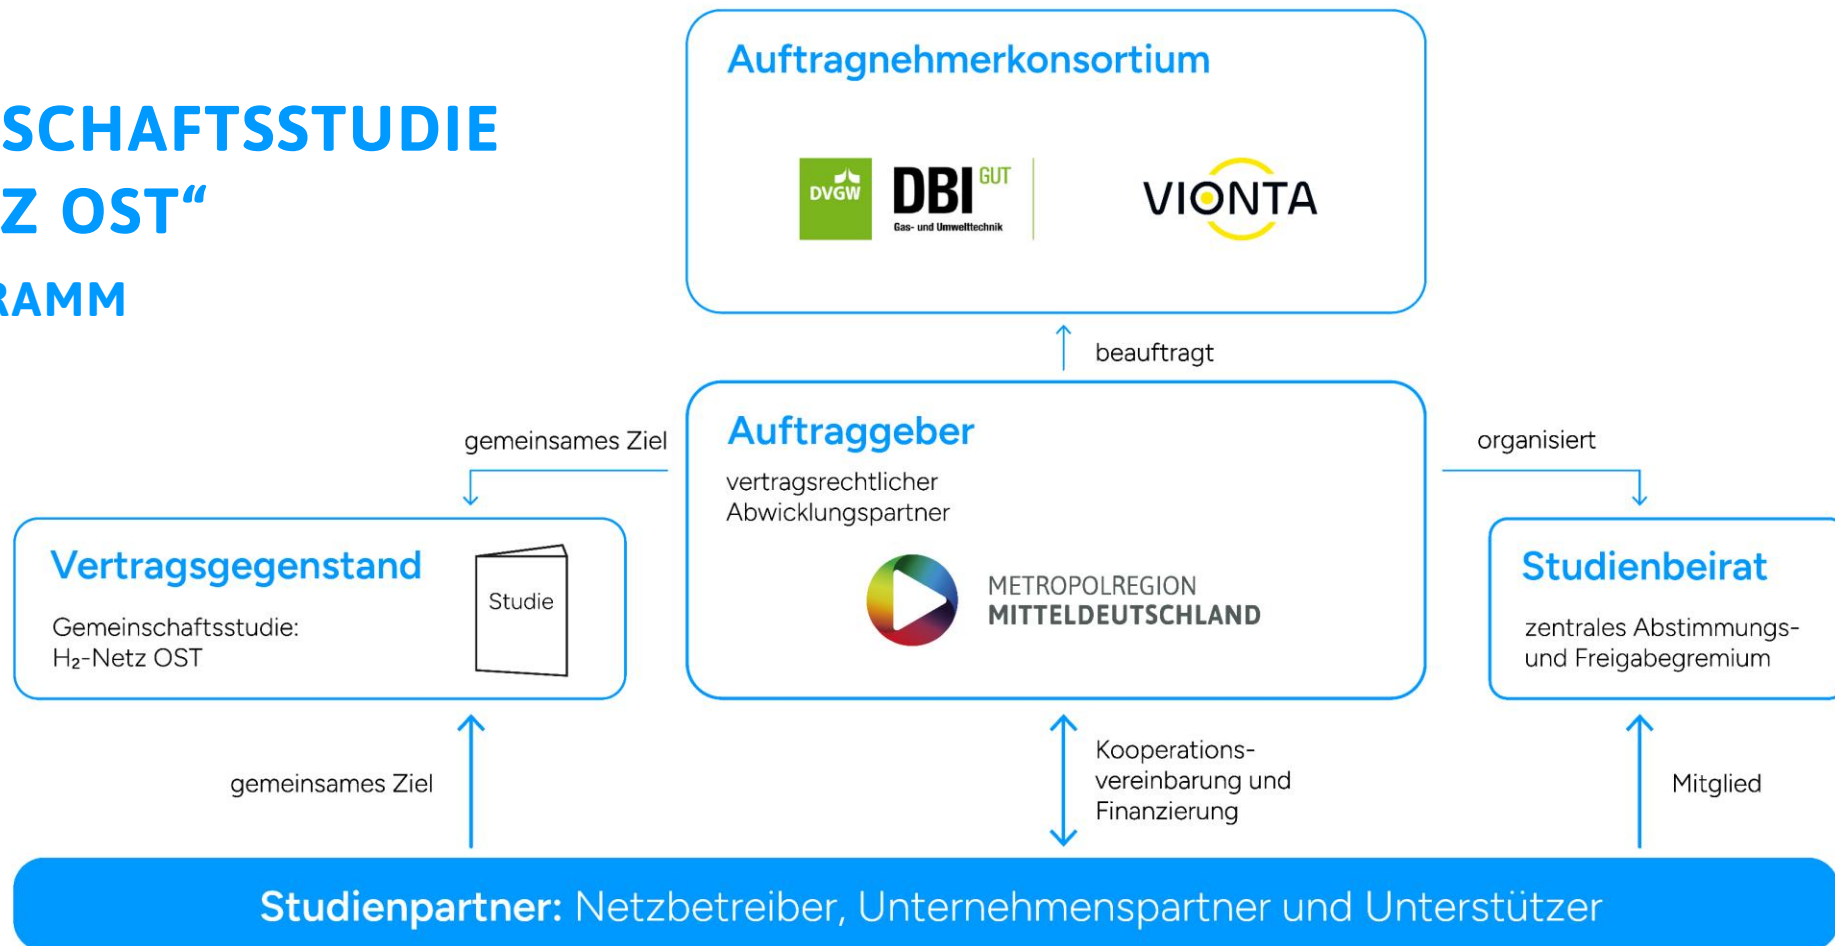 SCHAFTSSTUDIE
Z OST“
RAMM
Auftragnehmerkonsortium
DVGW
DBI GUT
Gas- und Umwelttechnik
VIONTA
beauftragt
gemeinsames Ziel
Auftraggeber
vertragsrechtlicher
Abwicklungspartner
METROPOLREGION
MITTELDEUTSCHLAND
organisiert
Vertragsgegenstand
Gemeinschaftsstudie:
H₂-Netz OST
Studie
Studienbeirat
zentrales Abstimmungs-
und Freigabegremium
gemeinsames Ziel
Kooperations-
vereinbarung und
Finanzierung
Mitglied
Studienpartner: Netzbetreiber, Unternehmenspartner und Unterstützer